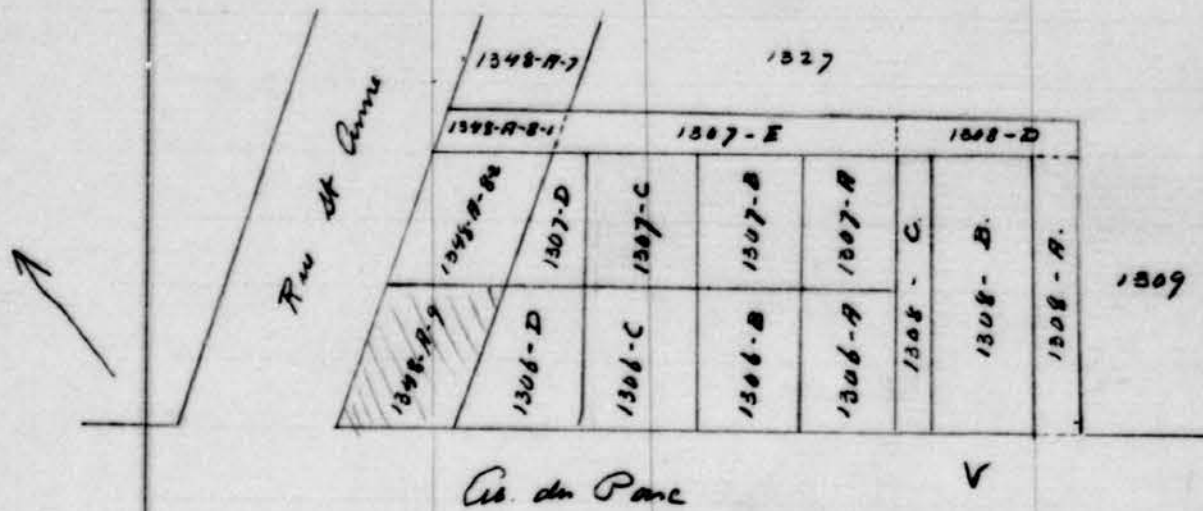 1348-A-7
1327
1348-A-8-1
1307-E
1308-D
Rue St Anne
1348-A-82
1307-D
1307-C
1307-B
1307-A
1308-C.
1308-B.
1308-A.
1309
1348-A-9
1306-D
1306-C
1306-B
1306-A
Av. du Parc
V